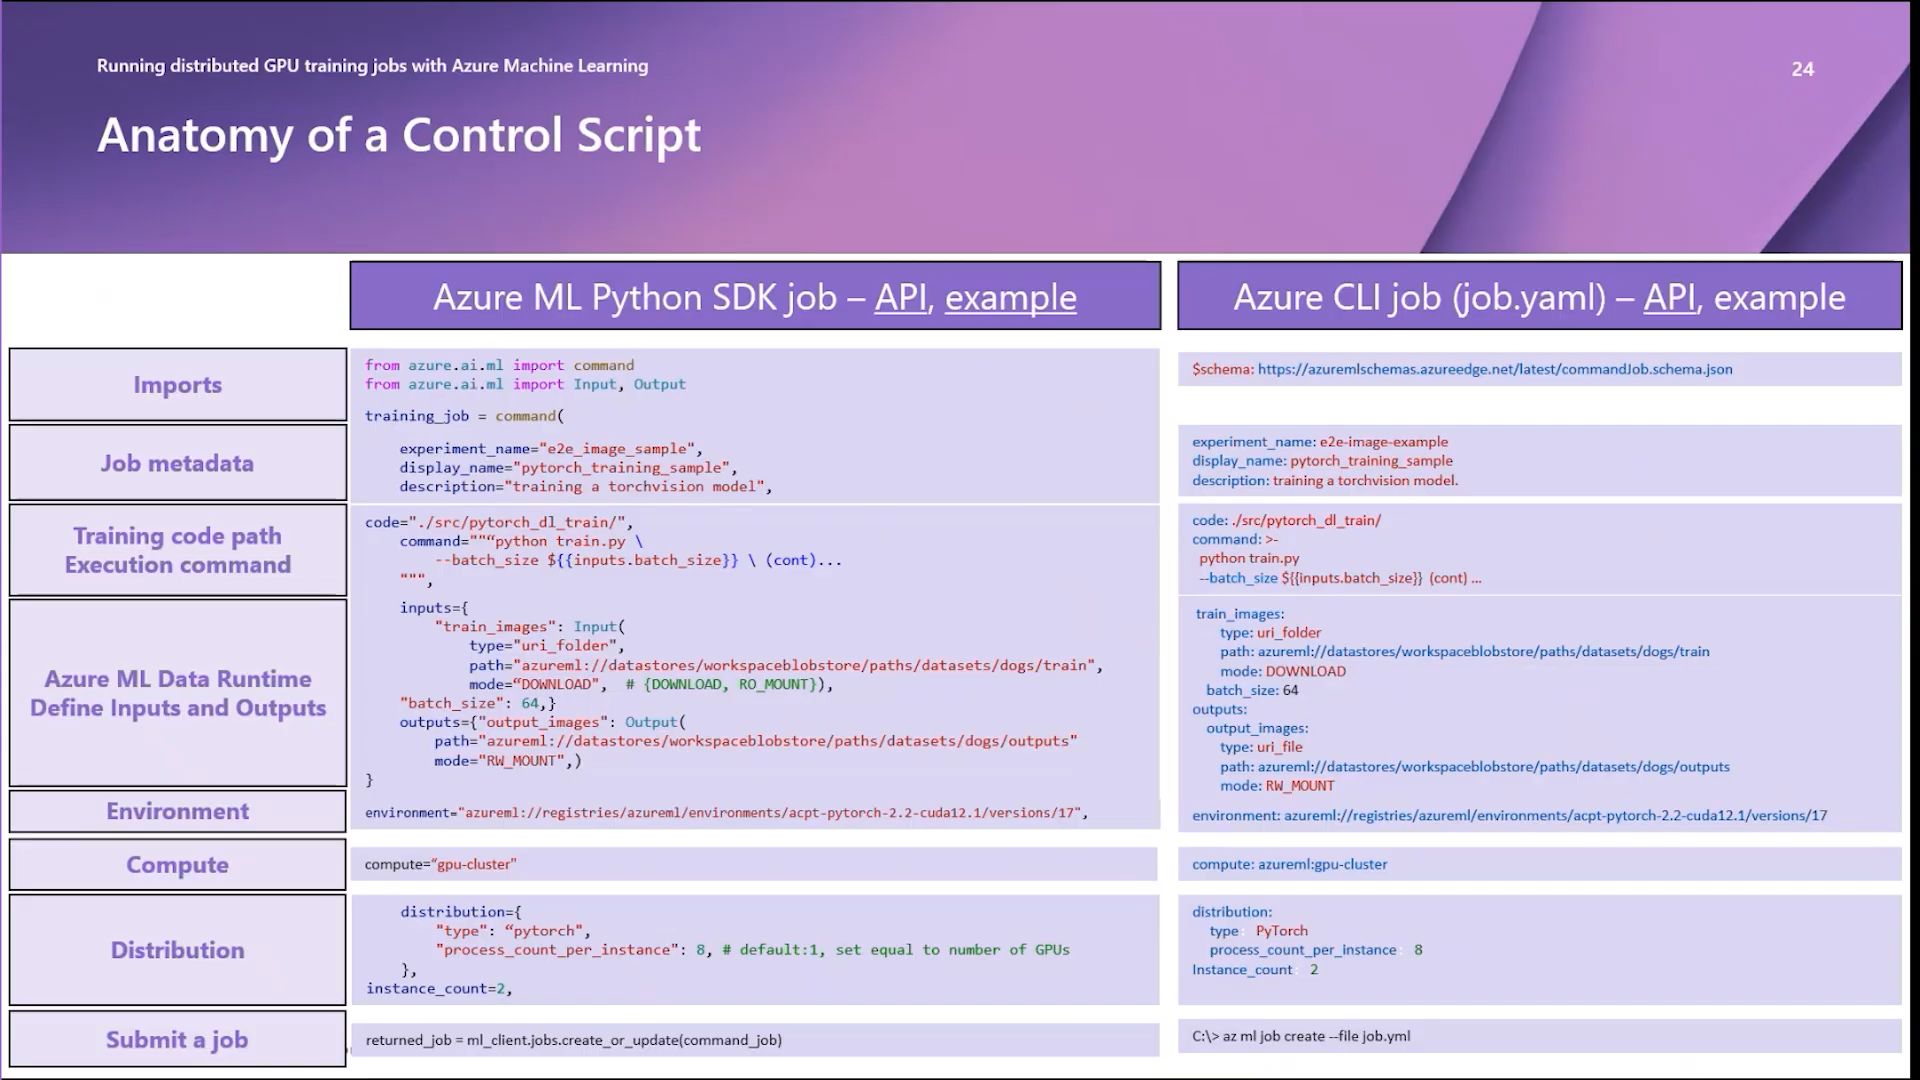 Running distributed GPU training jobs with Azure Machine Learning
24
Anatomy of a Control Script
Azure ML Python SDK job – API, example
Azure CLI job (job.yaml) – API, example
Imports
from azure.ai.ml import command
from azure.ai.ml import Input, Output
training_job = command(
$schema: https://azuremlschemas.azureedge.net/latest/commandJob.schema.json
Job metadata
experiment_name="e2e_image_sample",
display_name="pytorch_training_sample",
description="training a torchvision model",
experiment_name: e2e-image-example
display_name: pytorch_training_sample
description: training a torchvision model.
Training code path
Execution command
code="./src/pytorch_dl_train/",
command=""“python train.py \
--batch_size ${{inputs.batch_size}} \ (cont)...
""",
code: ./src/pytorch_dl_train/
command: >-
python train.py
--batch_size ${{inputs.batch_size}} (cont) ...
Azure ML Data Runtime
Define Inputs and Outputs
inputs={
"train_images": Input(
type="uri_folder",
path="azureml://datastores/workspaceblobstore/paths/datasets/dogs/train",
mode=“DOWNLOAD", # {DOWNLOAD, RO_MOUNT}),
"batch_size": 64,}
outputs={"output_images": Output(
path="azureml://datastores/workspaceblobstore/paths/datasets/dogs/outputs"
mode="RW_MOUNT",)
}
train_images:
type: uri_folder
path: azureml://datastores/workspaceblobstore/paths/datasets/dogs/train
mode: DOWNLOAD
batch_size: 64
outputs:
output_images:
type: uri_file
path: azureml://datastores/workspaceblobstore/paths/datasets/dogs/outputs
mode: RW_MOUNT
Environment
environment="azureml://registries/azureml/environments/acpt-pytorch-2.2-cuda12.1/versions/17",
environment: azureml://registries/azureml/environments/acpt-pytorch-2.2-cuda12.1/versions/17
Compute
compute=“gpu-cluster”
compute: azureml:gpu-cluster
Distribution
distribution={
"type": “pytorch",
"process_count_per_instance": 8, # default:1, set equal to number of GPUs
},
instance_count=2,
distribution:
type: PyTorch
process_count_per_instance: 8
Instance_count: 2
Submit a job
returned_job = ml_client.jobs.create_or_update(command_job)
C:\> az ml job create --file job.yml